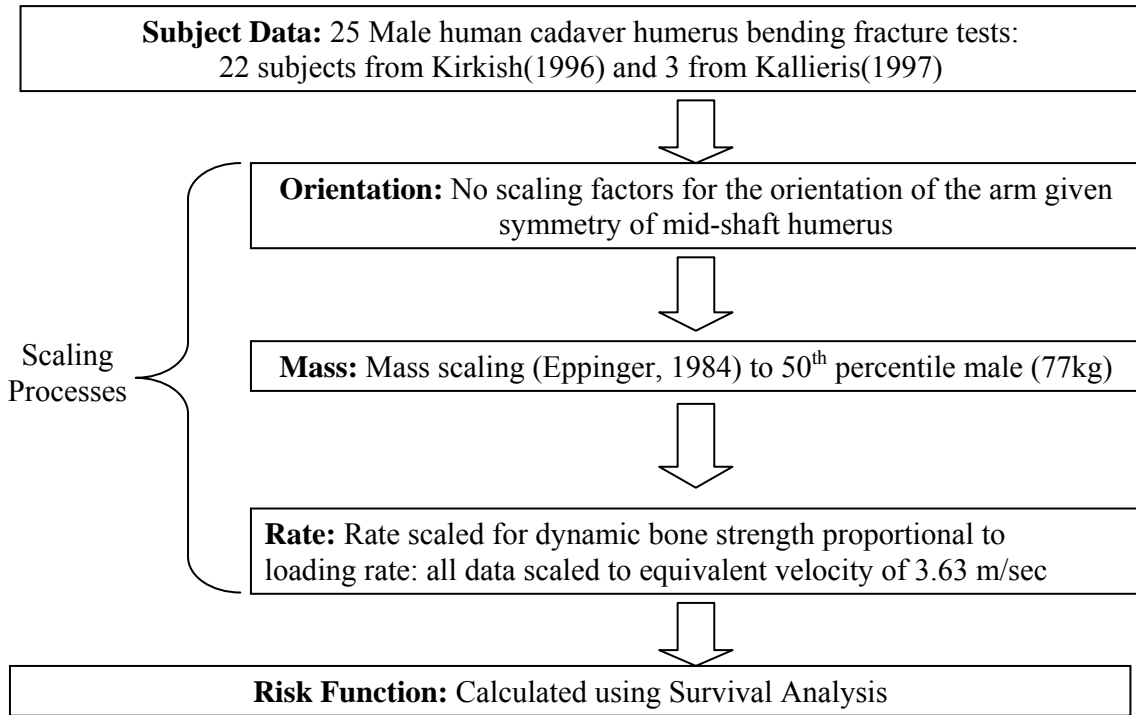 Subject Data: 25 Male human cadaver humerus bending fracture tests:
22 subjects from Kirkish(1996) and 3 from Kallieris(1997)
Orientation: No scaling factors for the orientation of the arm given
symmetry of mid-shaft humerus
Scaling
Processes
Mass: Mass scaling (Eppinger, 1984) to 50th percentile male (77kg)
Rate: Rate scaled for dynamic bone strength proportional to
loading rate: all data scaled to equivalent velocity of 3.63 m/sec
Risk Function: Calculated using Survival Analysis